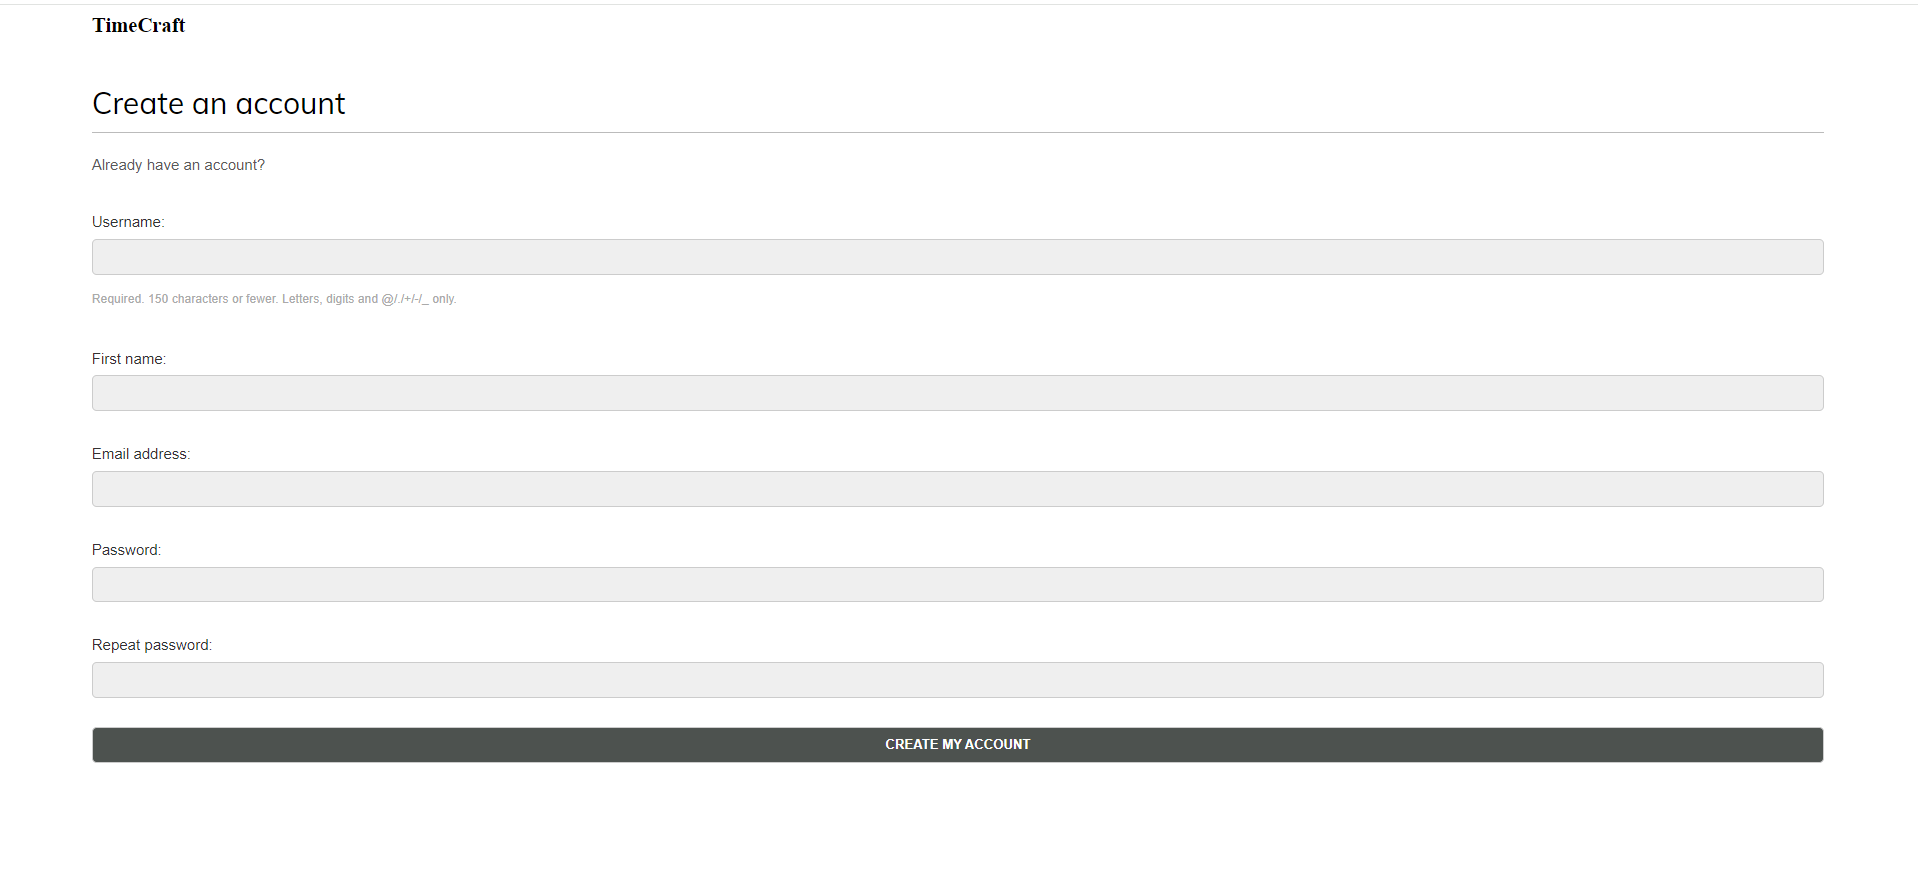 TimeCraft
Create an account
Already have an account?
Username:
Required. 150 characters or fewer. Letters, digits and @/./+/-/_ only.
First name:
Email address:
Password:
Repeat password:
CREATE MY ACCOUNT